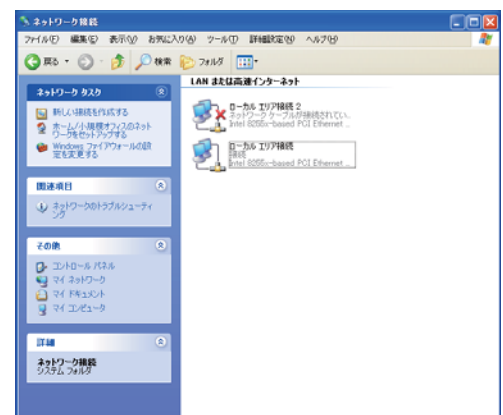 ネットワーク接続
ファイル(F) 編集(E) 表示(V) お気に入り(A) ツール(T) 詳細設定(N) ヘルプ(H)
戻る 検索 フォルダ
ネットワーク タスク
新しい接続を作成する
ホーム/小規模オフィスのネット
ワークをセットアップする
Windows ファイアウォールの設
定を変更する
関連項目
ネットワークのトラブルシューティ
ング
その他
コントロール パネル
マイ ネットワーク
マイ ドキュメント
マイ コンピュータ
詳細
ネットワーク接続
システム フォルダ
LAN または高速インターネット
ローカル エリア接続 2
ネットワーク ケーブルが接続されてい...
Intel 8255x-based PCI Ethernet ...
ローカル エリア接続
接続
Intel 8255x-based PCI Ethernet ...